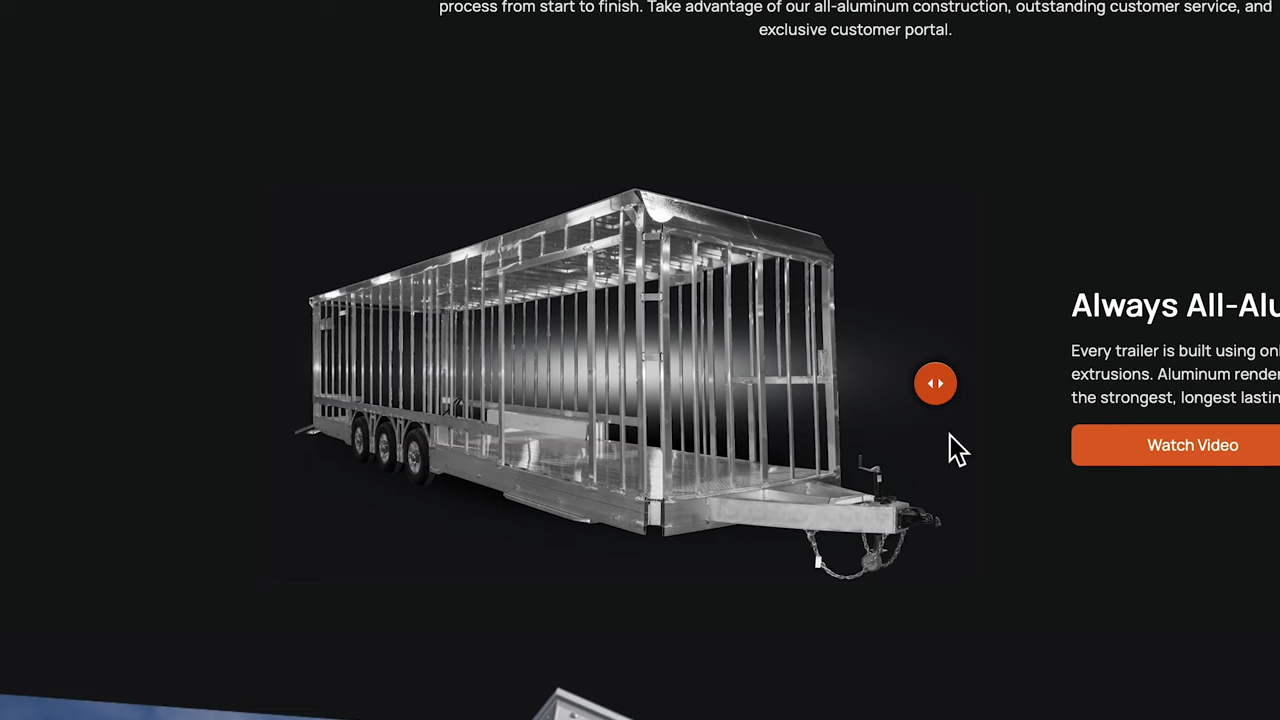 process from start to finish. Take advantage of our all-aluminum construction, outstanding customer service, and
exclusive customer portal.
Always All-Alu
Every trailer is built using onl
extrusions. Aluminum render
the strongest, longest lastin
Watch Video